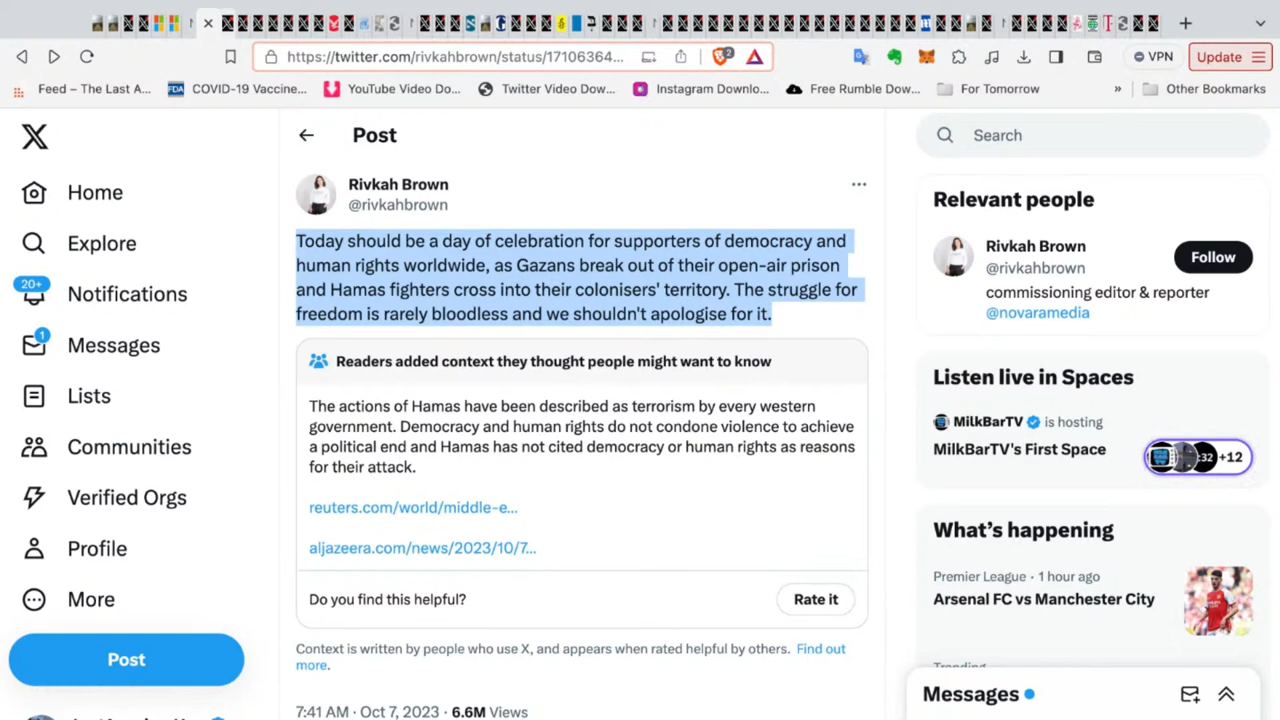 https://twitter.com/rivkahbrown/status/17106364...
2
VPN
Update
Feed – The Last A...
COVID-19 Vaccine...
YouTube Video Do...
Twitter Video Dow...
Instagram Downlo...
Free Rumble Dow...
For Tomorrow
»
Other Bookmarks
Home
Explore
20+
Notifications
1
Messages
Lists
Communities
Verified Orgs
Profile
More
Post
Post
Rivkah Brown
@rivkahbrown
Today should be a day of celebration for supporters of democracy and
human rights worldwide, as Gazans break out of their open-air prison
and Hamas fighters cross into their colonisers' territory. The struggle for
freedom is rarely bloodless and we shouldn't apologise for it.
Readers added context they thought people might want to know
The actions of Hamas have been described as terrorism by every western
government. Democracy and human rights do not condone violence to achieve
a political end and Hamas has not cited democracy or human rights as reasons
for their attack.
reuters.com/world/middle-e...
aljazeera.com/news/2023/10/7...
Do you find this helpful?
Rate it
Context is written by people who use X, and appears when rated helpful by others. Find out
more.
7:41 AM · Oct 7, 2023 · 6.6M Views
Search
Relevant people
Rivkah Brown
@rivkahbrown
Follow
commissioning editor & reporter
@novaramedia
Listen live in Spaces
MilkBarTV is hosting
MilkBarTV's First Space
:32 +12
What's happening
Premier League · 1 hour ago
Arsenal FC vs Manchester City
Trending
Messages